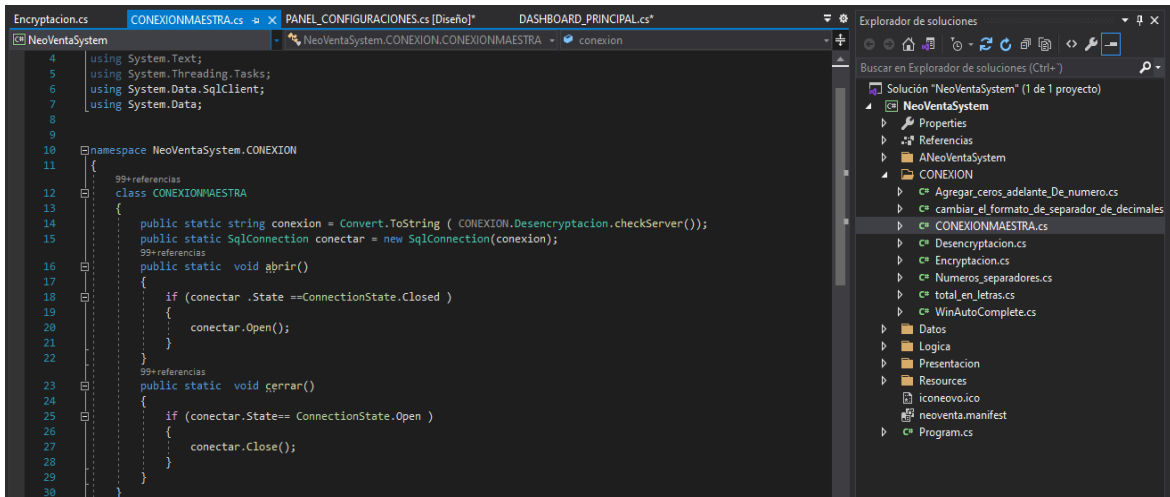 Encryptacion.cs
CONEXIONMAESTRA.cs
PANEL_CONFIGURACIONES.cs [Diseño]*
DASHBOARD_PRINCIPAL.cs*
NeoVentaSystem
NeoVentaSystem.CONEXION.CONEXIONMAESTRA
conexion
4 using System.Text;
5 using System.Threading.Tasks;
6 using System.Data.SqlClient;
7 using System.Data;
8
9
10 namespace NeoVentaSystem.CONEXION
11 {
99+referencias
12 class CONEXIONMAESTRA
13 {
14 public static string conexion = Convert.ToString ( CONEXION.Desencryptacion.checkServer());
15 public static SqlConnection conectar = new SqlConnection(conexion);
99+referencias
16 public static  void abrir()
17 {
18 if (conectar .State ==ConnectionState.Closed )
19 {
20 conectar.Open();
21 }
22 }
99+referencias
23 public static  void cerrar()
24 {
25 if (conectar.State== ConnectionState.Open )
26 {
27 conectar.Close();
28 }
29 }
30 }
Explorador de soluciones
Buscar en Explorador de soluciones (Ctrl+¨)
Solución "NeoVentaSystem" (1 de 1 proyecto)
C# NeoVentaSystem
Properties
Referencias
ANeoVentaSystem
CONEXION
C# Agregar_ceros_adelante_De_numero.cs
C# cambiar_el_formato_de_separador_de_decimales
C# CONEXIONMAESTRA.cs
C# Desencryptacion.cs
C# Encryptacion.cs
C# Numeros_separadores.cs
C# total_en_letras.cs
C# WinAutoComplete.cs
Datos
Logica
Presentacion
Resources
iconeovo.ico
neoventa.manifest
C# Program.cs